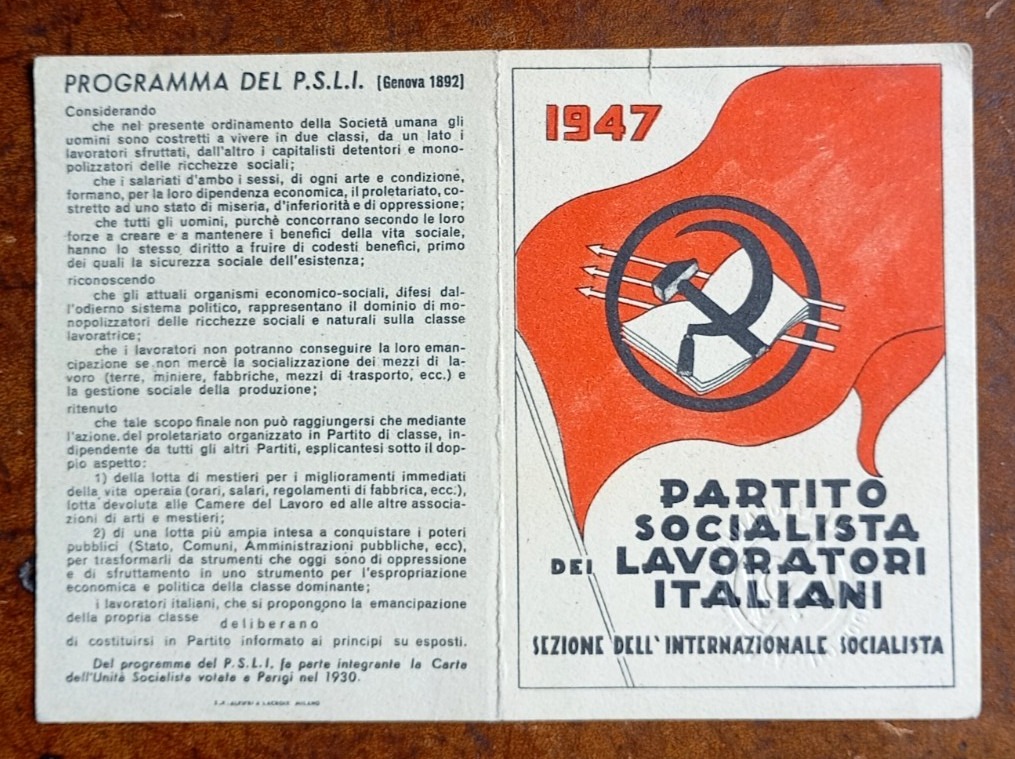 PROGRAMMA DEL P.S.L.I. [Genova 1892]
Considerando
che nel presente ordinamento della Società umana gli
uomini sono costretti a vivere in due classi, da un lato i
lavoratori sfruttati, dall'altro i capitalisti detentori e mono-
polizzatori delle ricchezze sociali;
che i salariati d'ambo i sessi, di ogni arte e condizione,
formano, per la loro dipendenza economica, il proletariato, co-
stretto ad uno stato di miseria, d'inferiorità e di oppressione;
che tutti gli uomini, purchè concorrano secondo le loro
forze a creare e a mantenere i benefici della vita sociale,
hanno lo stesso diritto a fruire di codesti benefici, primo
dei quali la sicurezza sociale dell'esistenza;
riconoscendo
che gli attuali organismi economico-sociali, difesi dal-
l'odierno sistema politico, rappresentano il dominio di mo-
nopolizzatori delle ricchezze sociali e naturali sulla classe
lavoratrice;
che i lavoratori non potranno conseguire la loro eman-
cipazione se non mercè la socializzazione dei mezzi di la-
voro (terre, miniere, fabbriche, mezzi di trasporto, ecc.) e
la gestione sociale della produzione;
ritenuto
che tale scopo finale non può raggiungersi che mediante
l'azione del proletariato organizzato in Partito di classe, in-
dipendente da tutti gli altri Partiti, esplicantesi sotto il dop-
pio aspetto:
1) della lotta di mestieri per i miglioramenti immediati
della vita operaia (orari, salari, regolamenti di fabbrica, ecc.),
lotta devoluta alle Camere del Lavoro ed alle altre associa-
zioni di arti e mestieri;
2) di una lotta più ampia intesa a conquistare i poteri
pubblici (Stato, Comuni, Amministrazioni pubbliche, ecc),
per trasformarli da strumenti che oggi sono di oppressione
e di sfruttamento in uno strumento per l'espropriazione
economica e politica della classe dominante;
i lavoratori italiani, che si propongono la emancipazione
della propria classe
deliberano
di costituirsi in Partito informato ai principi su esposti.
Del programma del P.S.L.I. fa parte integrante la Carta
dell'Unità Socialista votata a Parigi nel 1930.
S.A. ALFIERI & LACROIX MILANO
1947
PARTITO
SOCIALISTA
DEI LAVORATORI
ITALIANI
SEZIONE DELL'INTERNAZIONALE SOCIALISTA